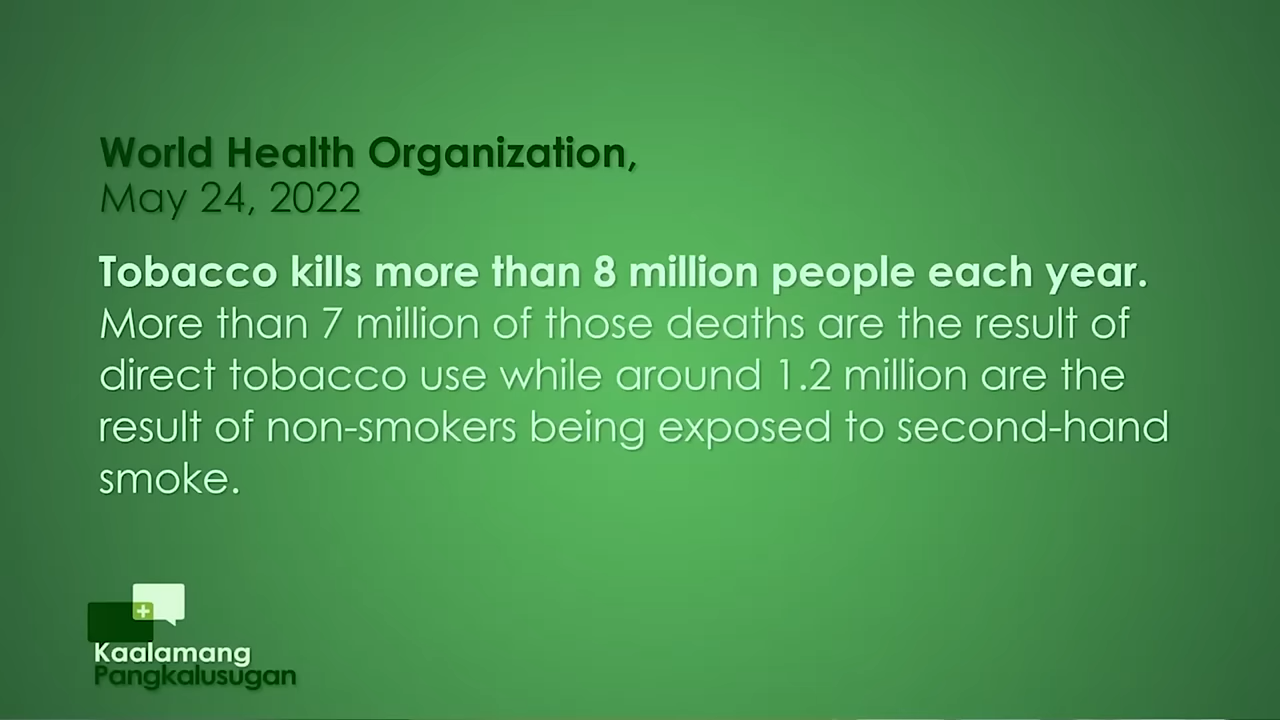 World Health Organization,
May 24, 2022
Tobacco kills more than 8 million people each year.
More than 7 million of those deaths are the result of
direct tobacco use while around 1.2 million are the
result of non-smokers being exposed to second-hand
smoke.
Kaalamang
Pangkalusugan